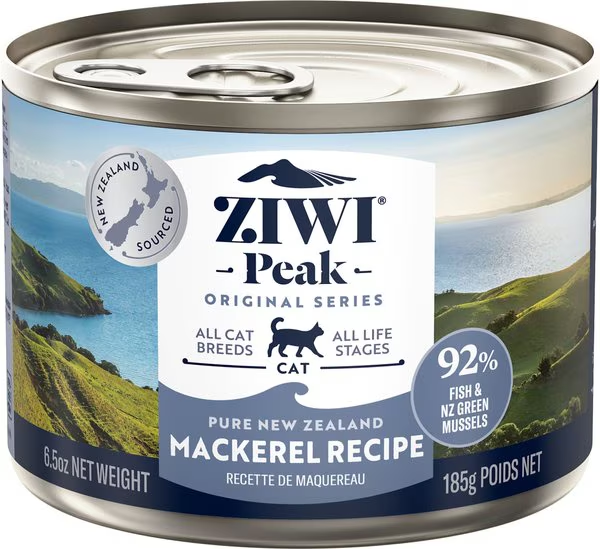 NEW ZEALAND
SOURCED
ZIWI®
Peak
ORIGINAL SERIES
ALL CAT
BREEDS
ALL LIFE
STAGES
CAT
92%
FISH &
NZ GREEN
MUSSELS
PURE NEW ZEALAND
MACKEREL RECIPE
RECETTE DE MAQUEREAU
6.5oz NET WEIGHT
185g POIDS NET